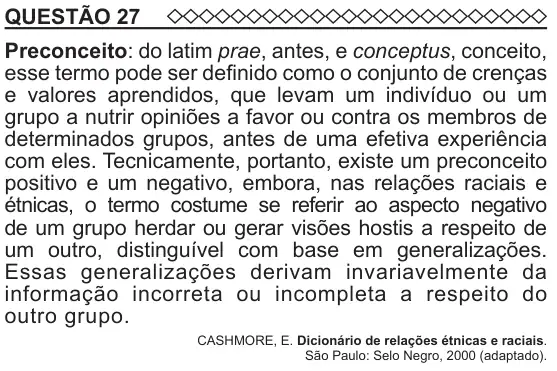 QUESTÃO 27
Preconceito: do latim prae, antes, e conceptus, conceito,
esse termo pode ser definido como o conjunto de crenças
e valores aprendidos, que levam um indivíduo ou um
grupo a nutrir opiniões a favor ou contra os membros de
determinados grupos, antes de uma efetiva experiência
com eles. Tecnicamente, portanto, existe um preconceito
positivo e um negativo, embora, nas relações raciais e
étnicas, o termo costume se referir ao aspecto negativo
de um grupo herdar ou gerar visões hostis a respeito de
um outro, distinguível com base em generalizações.
Essas generalizações derivam invariavelmente da
informação incorreta ou incompleta a respeito do
outro grupo.
CASHMORE, E. Dicionário de relações étnicas e raciais.
São Paulo: Selo Negro, 2000 (adaptado).